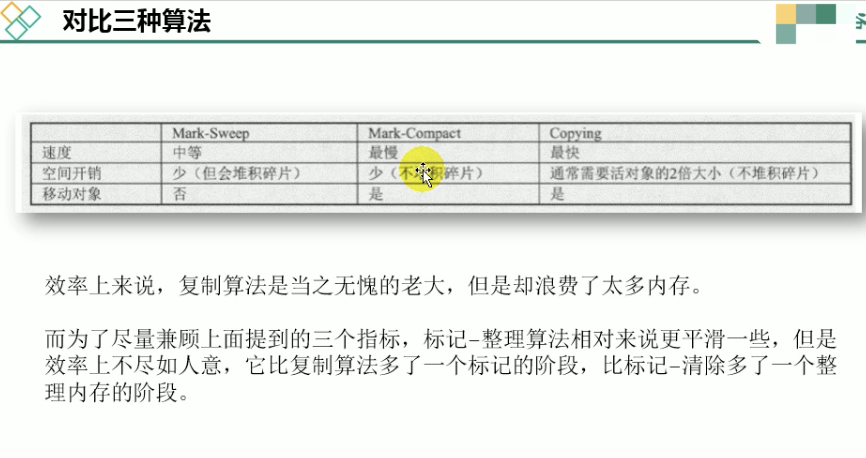 对比三种算法
Mark-Sweep Mark-Compact Copying
速度 中等 最慢 最快
空间开销 少（但会堆积碎片） 少（不堆积碎片） 通常需要活对象的2倍大小（不堆积碎片）
移动对象 否 是 是
效率上来说，复制算法是当之无愧的老大，但是却浪费了太多内存。
而为了尽量兼顾上面提到的三个指标，标记-整理算法相对来说更平滑一些，但是
效率上不尽如人意，它比复制算法多了一个标记的阶段，比标记-清除多了一个整
理内存的阶段。